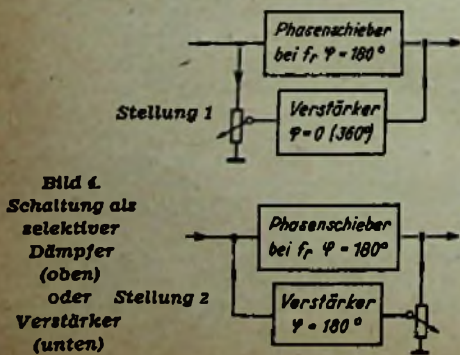 Phasenschieber
bei fᵣ φ = 180°
Stellung 1
Verstärker
φ = 0 (360°)
Bild 1.
Schaltung als
selektiver
Dämpfer
(oben)
oder Stellung 2
Verstärker
(unten)
Phasenschieber
bei fᵣ φ = 180°
Verstärker
φ = 180°